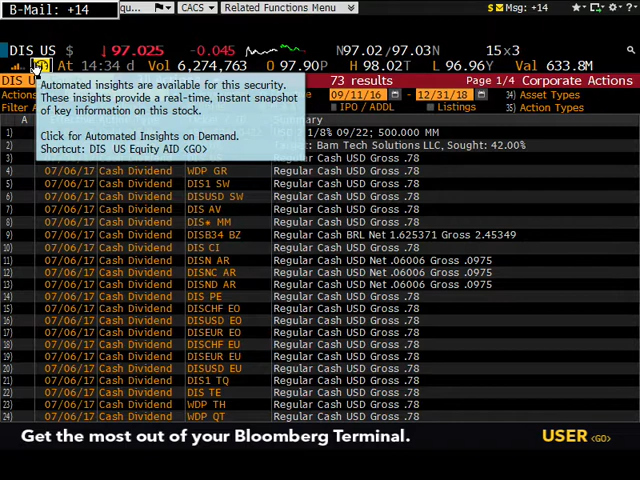 B-Mail: +14 qu... CACS Related Functions Menu Msg: +14
DIS US $ ↓97.025 -0.045 N97.02/97.03N 15x3
At 14:34 d Vol 6,274,763 O 97.90P H 98.02T L 96.96Y Val 633.8M
DIS U 73 results Page 1/4 Corporate Actions
Actions 09/11/16 - 12/31/18 34) Asset Types
Filter A IPO / ADDL Listings 35) Action Types
Automated insights are available for this security.
These insights provide a real-time, instant snapshot
of key information on this stock.
Click for Automated Insights on Demand.
Shortcut: DIS US Equity AID <GO>
A Summary
1) 1/8% 09/22; 500.000 MM
2) Target: Bam Tech Solutions LLC, Sought: 42.00%
3) Regular Cash USD Gross .78
4) 07/06/17 Cash Dividend WDP GR Regular Cash USD Gross .78
5) 07/06/17 Cash Dividend DIS1 SW Regular Cash USD Gross .78
6) 07/06/17 Cash Dividend DISUSD SW Regular Cash USD Gross .78
7) 07/06/17 Cash Dividend DIS AV Regular Cash USD Gross .78
8) 07/06/17 Cash Dividend DIS* MM Regular Cash USD Gross .78
9) 07/06/17 Cash Dividend DISB34 BZ Regular Cash BRL Net 1.625371 Gross 2.45349
10) 07/06/17 Cash Dividend DIS CI Regular Cash USD Gross .78
11) 07/06/17 Cash Dividend DISN AR Regular Cash USD Net .06006 Gross .0975
12) 07/06/17 Cash Dividend DISNC AR Regular Cash USD Net .06006 Gross .0975
13) 07/06/17 Cash Dividend DISND AR Regular Cash USD Net .06006 Gross .0975
14) 07/06/17 Cash Dividend DIS PE Regular Cash USD Gross .78
15) 07/06/17 Cash Dividend DISCHF EO Regular Cash USD Gross .78
16) 07/06/17 Cash Dividend DISUSD EO Regular Cash USD Gross .78
17) 07/06/17 Cash Dividend DISEUR EO Regular Cash USD Gross .78
18) 07/06/17 Cash Dividend DISCHF EU Regular Cash USD Gross .78
19) 07/06/17 Cash Dividend DISEUR EU Regular Cash USD Gross .78
20) 07/06/17 Cash Dividend DISUSD EU Regular Cash USD Gross .78
21) 07/06/17 Cash Dividend DIS1 TQ Regular Cash USD Gross .78
22) 07/06/17 Cash Dividend DIS TE Regular Cash USD Gross .78
23) 07/06/17 Cash Dividend WDP TH Regular Cash USD Gross .78
24) 07/06/17 Cash Dividend WDP QT Regular Cash USD Gross .78
Get the most out of your Bloomberg Terminal. USER <GO>